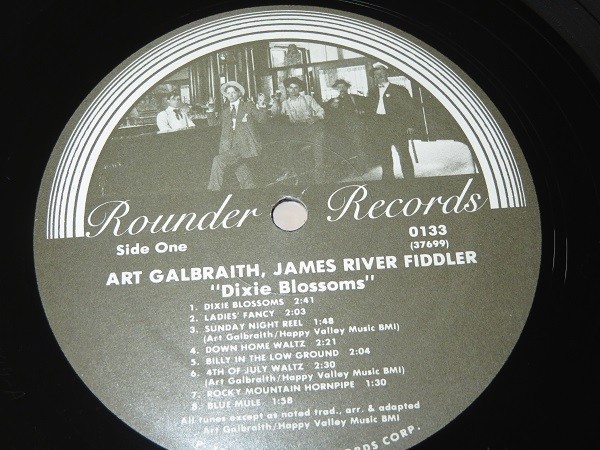 Rounder Records
Side One
0133
(37699)
ART GALBRAITH, JAMES RIVER FIDDLER
"Dixie Blossoms"
1. DIXIE BLOSSOMS 2:41
2. LADIES' FANCY 2:03
3. SUNDAY NIGHT REEL 1:48
(Art Galbraith/Happy Valley Music BMI)
4. DOWN HOME WALTZ 2:21
5. BILLY IN THE LOW GROUND 2:04
6. 4TH OF JULY WALTZ 2:30
(Art Galbraith/Happy Valley Music BMI)
7. ROCKY MOUNTAIN HORNPIPE 1:30
8. BLUE MULE 1:58
All tunes except as noted trad., arr. & adapted
Art Galbraith/Happy Valley Music BMI
CORP.